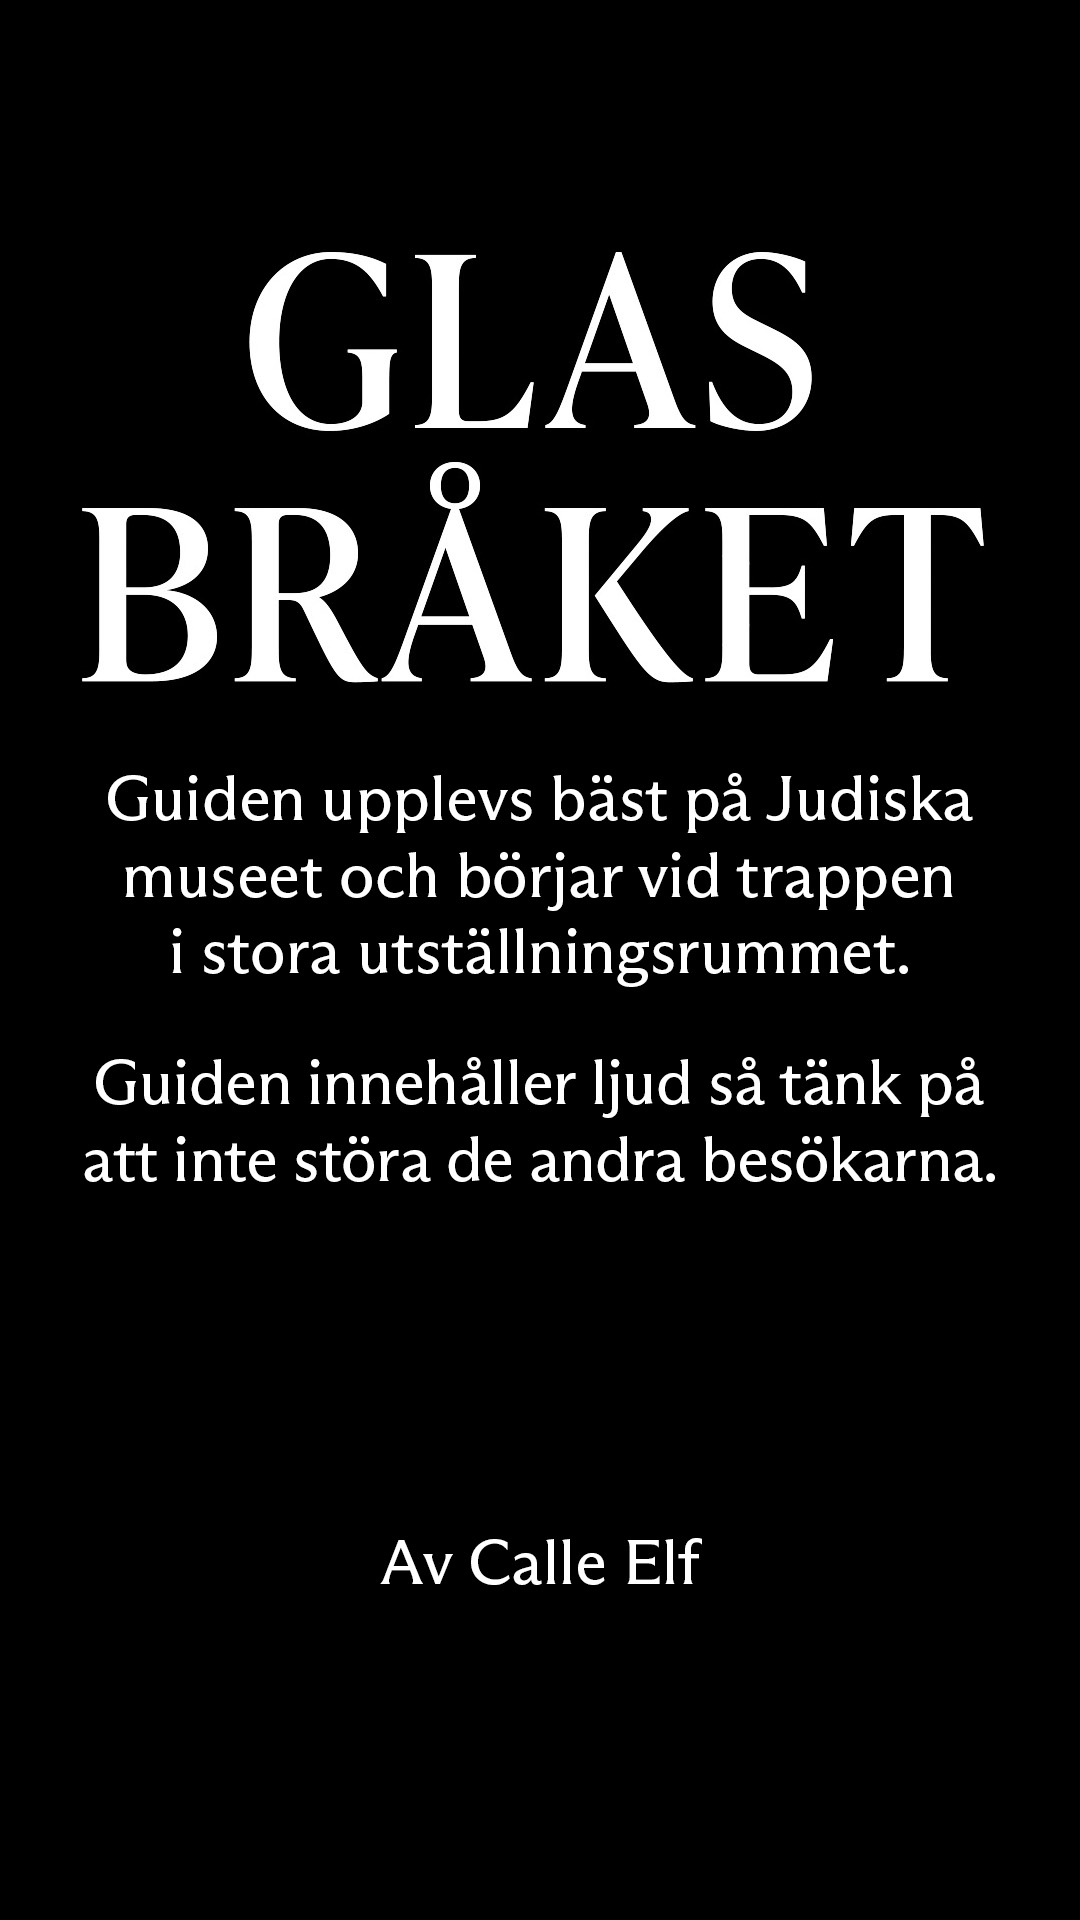 GLAS
BRÅKET
Guiden upplevs bäst på Judiska
museet och börjar vid trappen
i stora utställningsrummet.
Guiden innehåller ljud så tänk på
att inte störa de andra besökarna.
Av Calle Elf